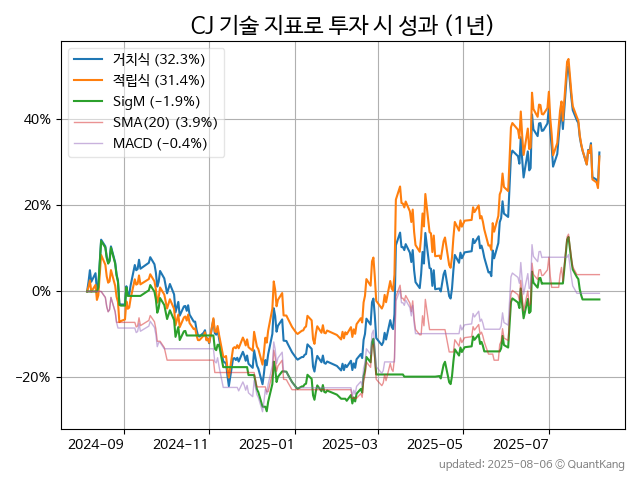 CJ 기술 지표로 투자 시 성과 (1년)
거치식 (32.3%)
적립식 (31.4%)
SigM (−1.9%)
SMA(20) (3.9%)
MACD (−0.4%)
40%
20%
0%
−20%
2024−09
2024−11
2025−01
2025−03
2025−05
2025−07
updated: 2025−08−06 ⓒ QuantKang